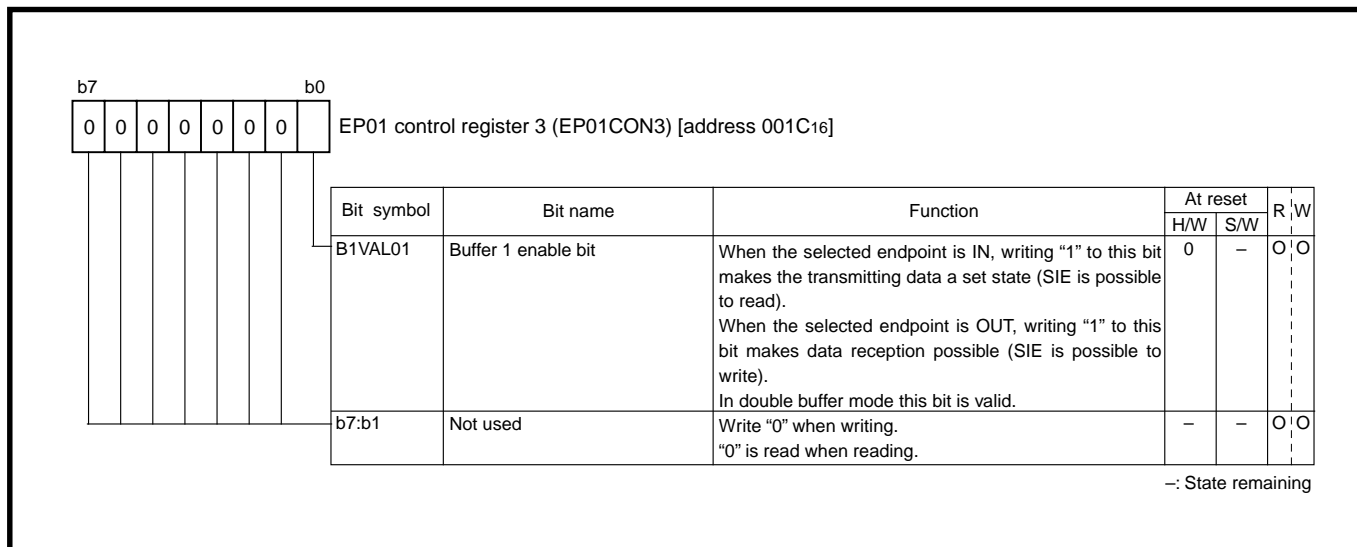 b7 b0
0 0 0 0 0 0 0
EP01 control register 3 (EP01CON3) [address 001C16]
Bit symbol Bit name Function At reset R W
H/W S/W
B1VAL01 Buffer 1 enable bit When the selected endpoint is IN, writing “1” to this bit 0 – O O
makes the transmitting data a set state (SIE is possible
to read).
When the selected endpoint is OUT, writing “1” to this
bit makes data reception possible (SIE is possible to
write).
In double buffer mode this bit is valid.
b7:b1 Not used Write “0” when writing. – – O O
“0” is read when reading.
–: State remaining